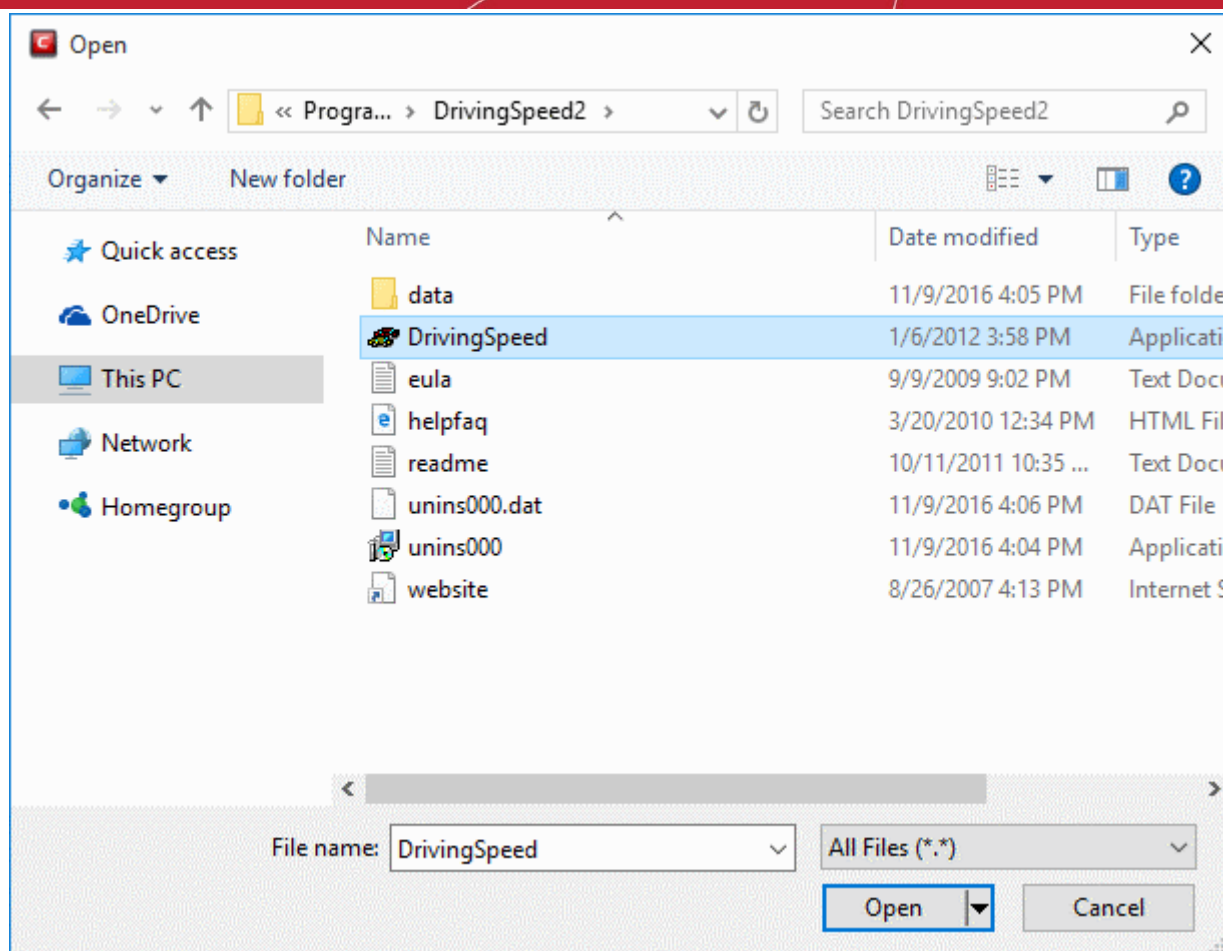 Open
« Progra... > DrivingSpeed2 >
Search DrivingSpeed2
Organize
New folder
Quick access
OneDrive
This PC
Network
Homegroup
Name Date modified Type
data 11/9/2016 4:05 PM File folde
DrivingSpeed 1/6/2012 3:58 PM Applicati
eula 9/9/2009 9:02 PM Text Docu
helpfaq 3/20/2010 12:34 PM HTML Fil
readme 10/11/2011 10:35 ... Text Docu
unins000.dat 11/9/2016 4:06 PM DAT File
unins000 11/9/2016 4:04 PM Applicati
website 8/26/2007 4:13 PM Internet S
File name: DrivingSpeed All Files (*.*)
Open Cancel